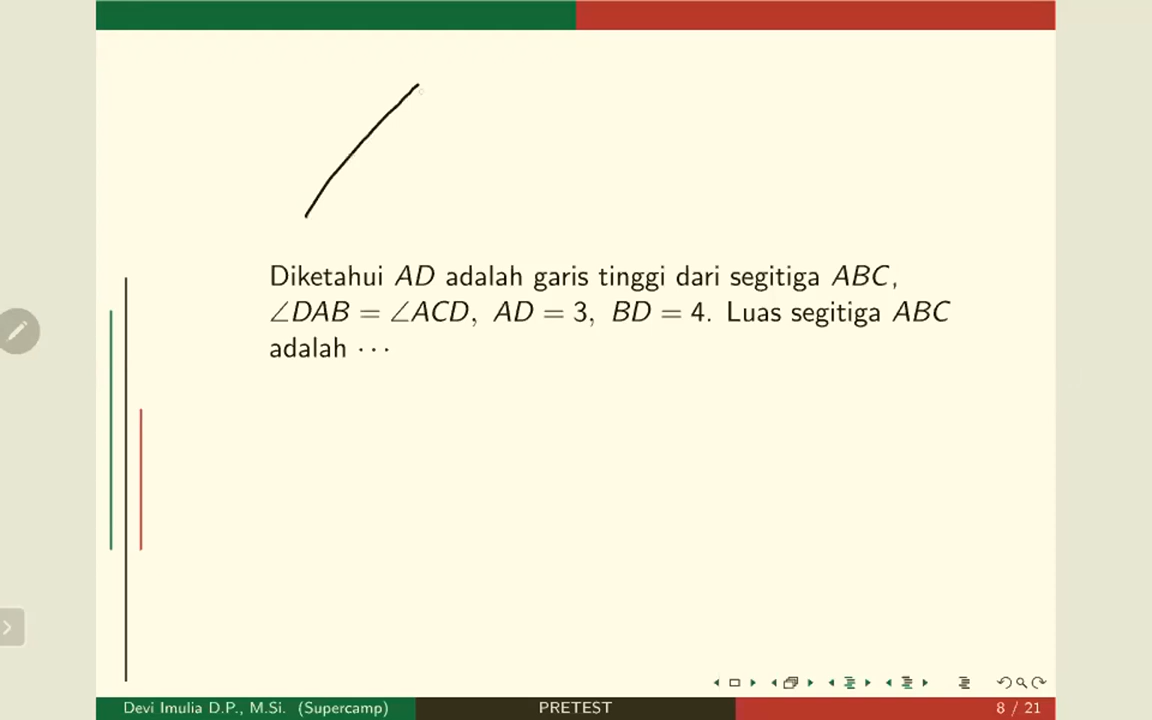 Diketahui AD adalah garis tinggi dari segitiga ABC,
∠DAB = ∠ACD, AD = 3, BD = 4. Luas segitiga ABC
adalah ⋯
Devi Imulia D.P., M.Si. (Supercamp)
PRETEST
8 / 21